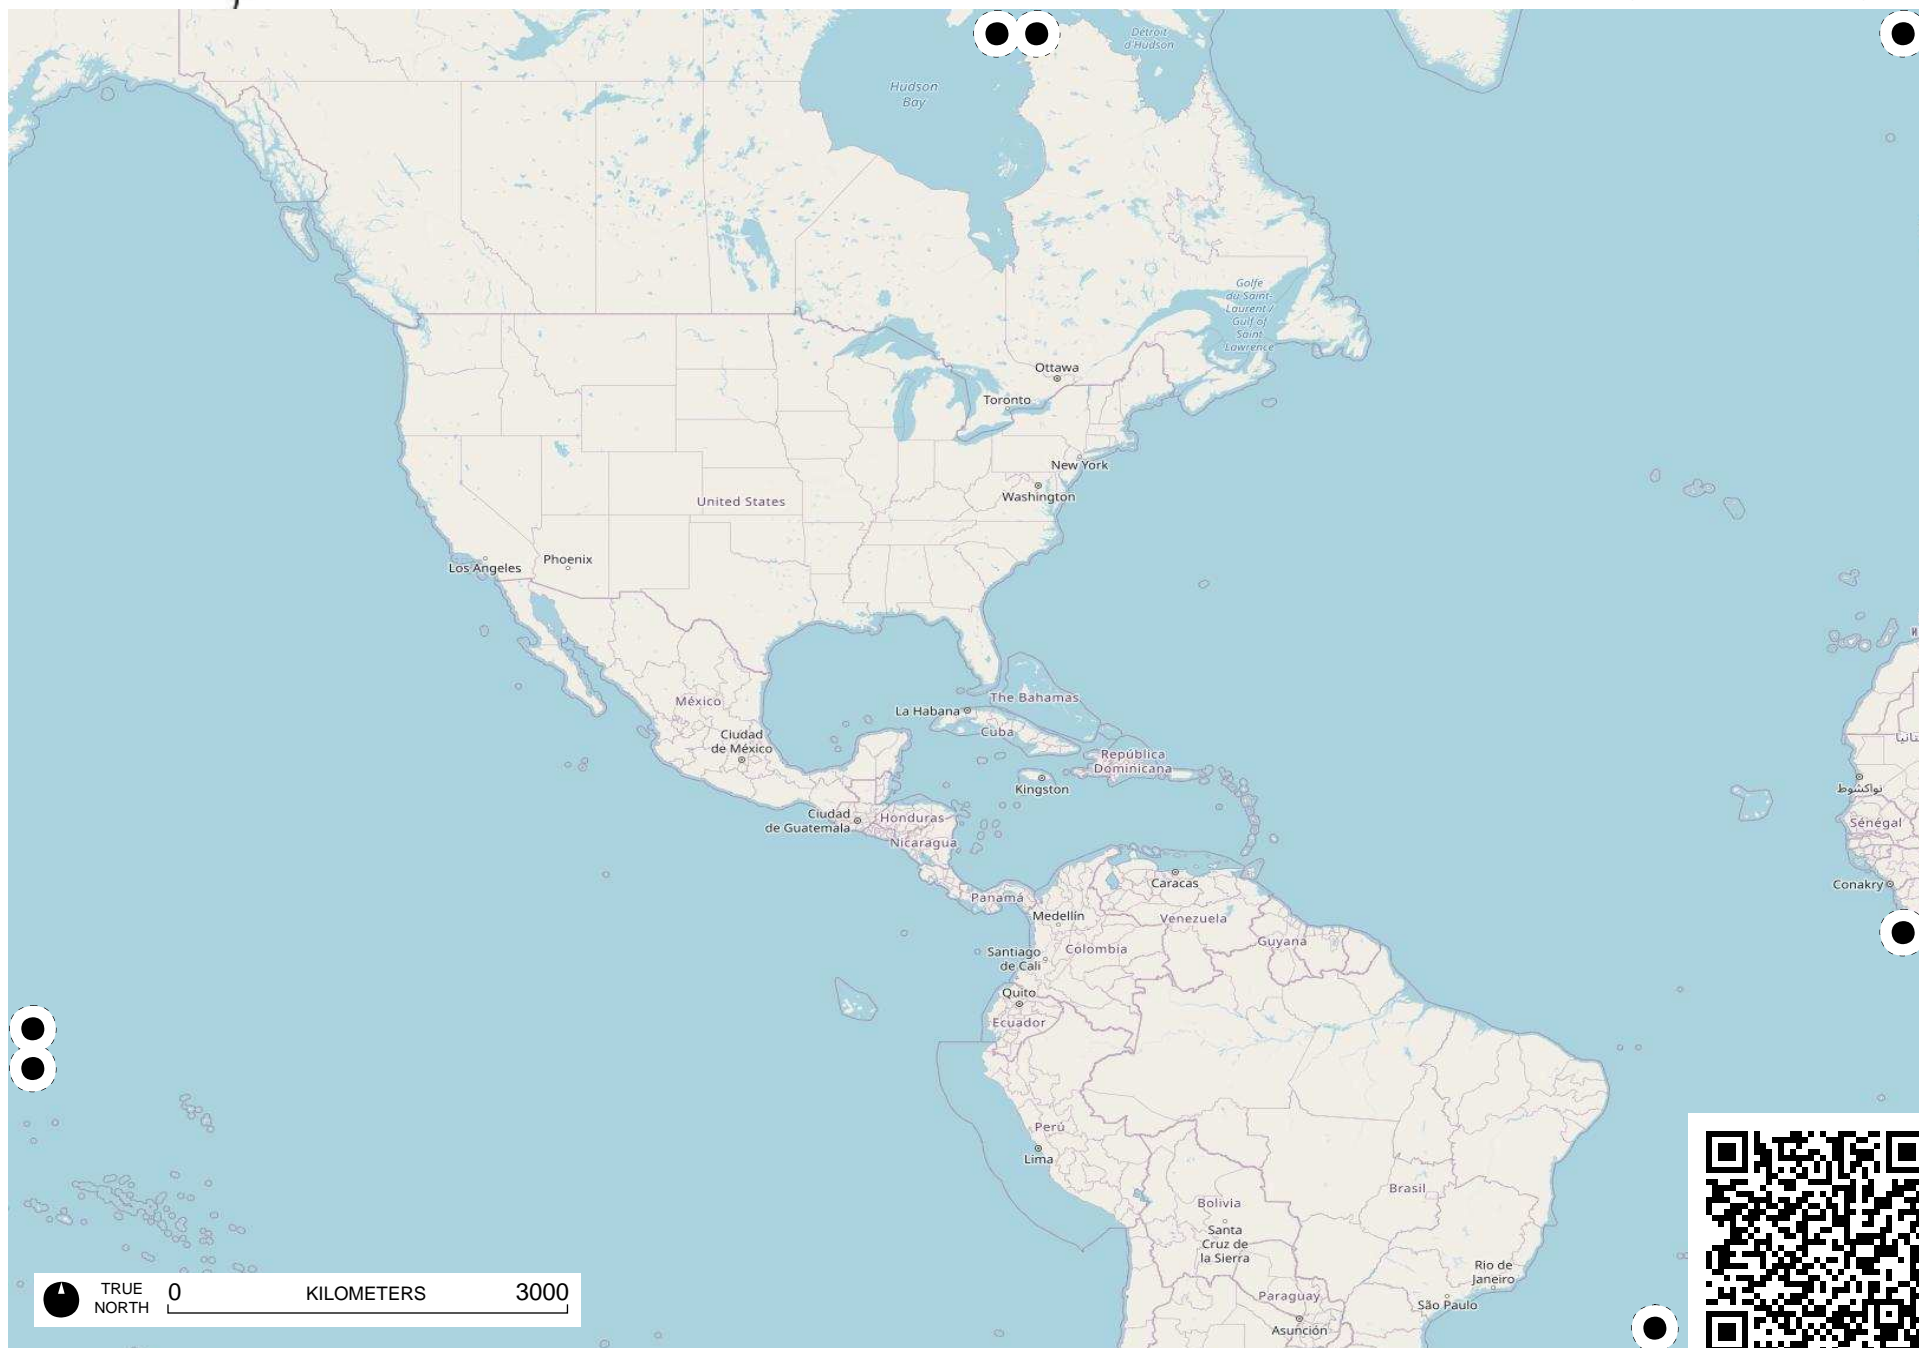 Détroit
d'Hudson
Hudson
Bay
Golfe
du Saint-
Laurent /
Gulf of
Saint
Lawrence
Ottawa
Toronto
New York
Washington
United States
Los Angeles
Phoenix
México
Ciudad
de México
La Habana
The Bahamas
Cuba
República
Dominicana
Kingston
Ciudad
de Guatemala
Honduras
Nicaragua
نواكشوط
Sénégal
Conakry
Panamá
Caracas
Medellín
Venezuela
Santiago
de Cali
Colombia
Guyana
Quito
Ecuador
Perú
Lima
Brasil
Bolivia
Santa
Cruz de
la Sierra
Rio de
Janeiro
Paraguay
São Paulo
Asunción
TRUE
NORTH
0 KILOMETERS 3000